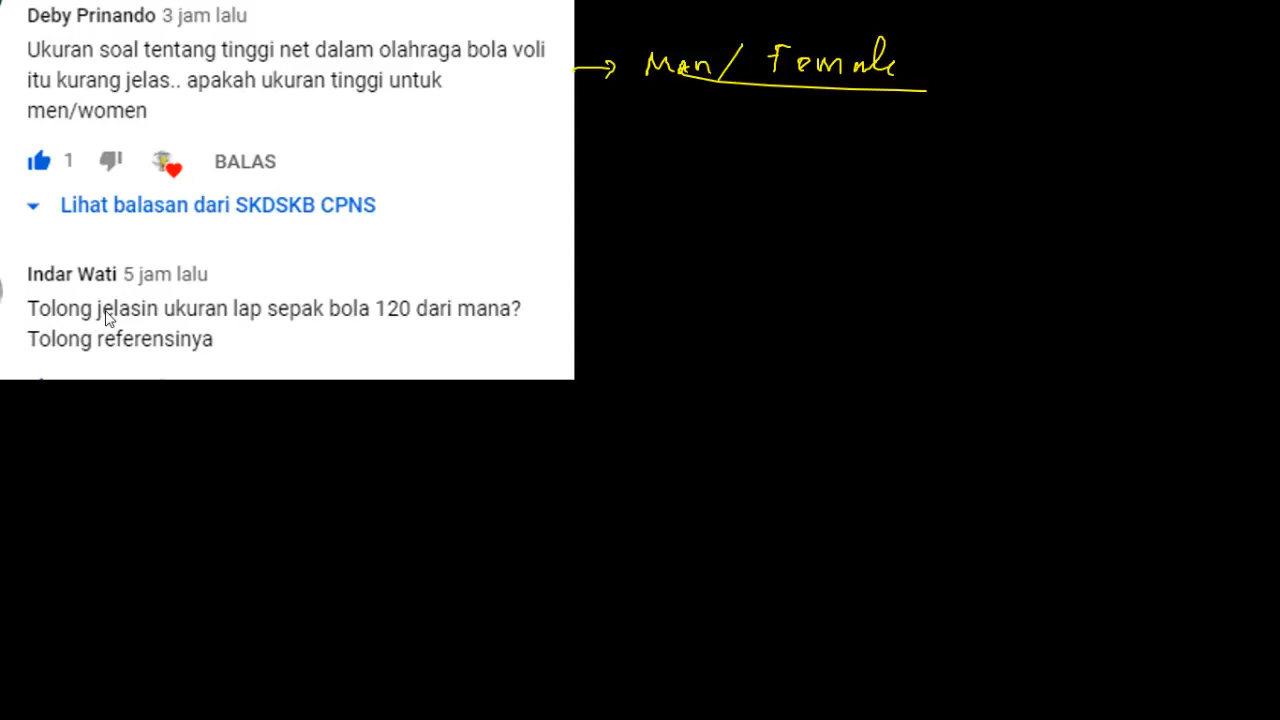 Deby Prinando 3 jam lalu
Ukuran soal tentang tinggi net dalam olahraga bola voli
itu kurang jelas.. apakah ukuran tinggi untuk
men/women
Man/ Female
1 BALAS
Lihat balasan dari SKDSKB CPNS
Indar Wati 5 jam lalu
Tolong jelasin ukuran lap sepak bola 120 dari mana?
Tolong referensinya